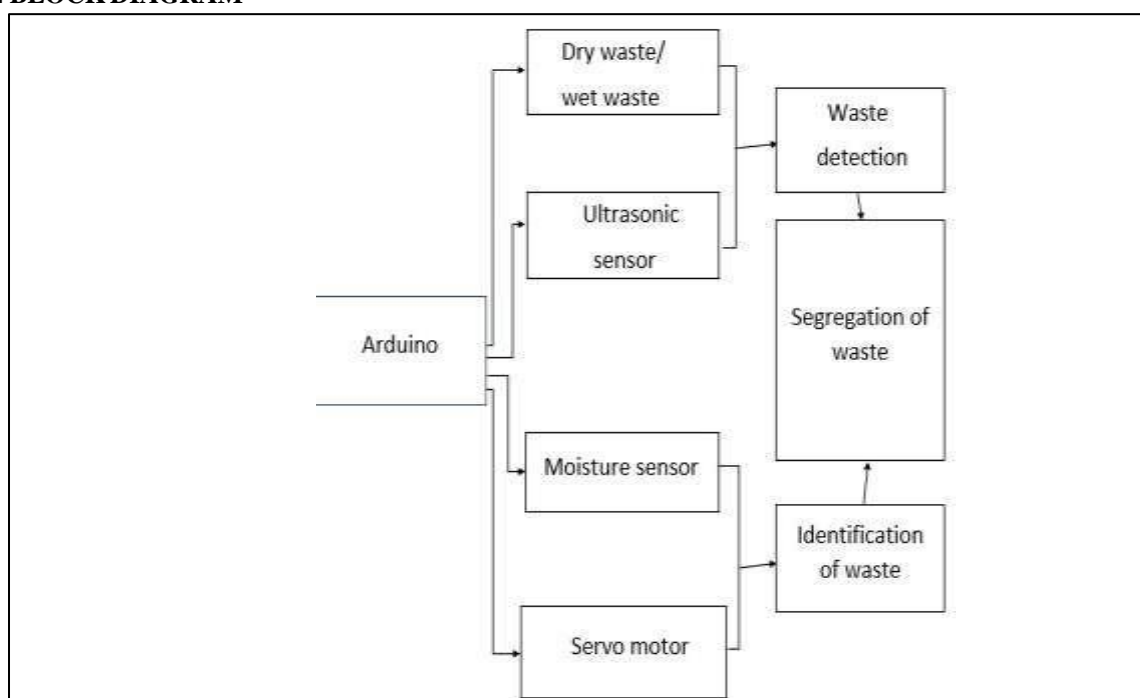 BLOCK DIAGRAM
Dry waste/
wet waste
Waste
detection
Ultrasonic
sensor
Segregation of
waste
Arduino
Moisture sensor
Identification
of waste
Servo motor